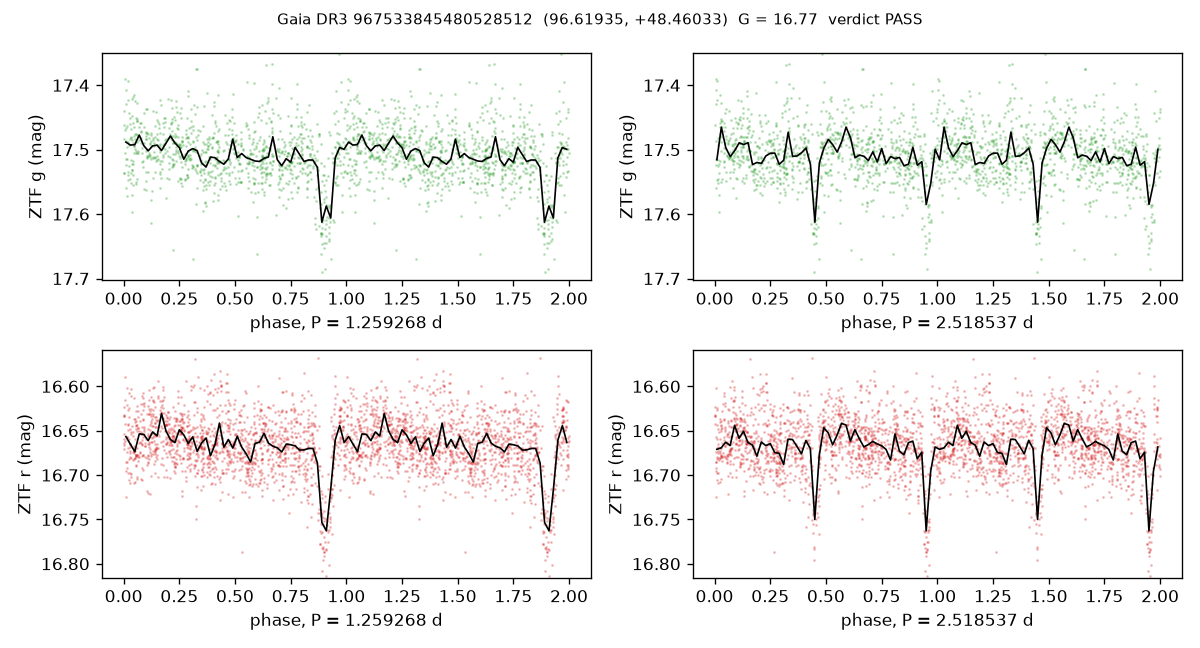 Gaia DR3 967533845480528512  (96.61935, +48.46033)  G = 16.77  verdict PASS
17.4
17.5
17.6
17.7
ZTF g (mag)
0.00 0.25 0.50 0.75 1.00 1.25 1.50 1.75 2.00
phase, P = 1.259268 d
17.4
17.5
17.6
17.7
ZTF g (mag)
0.00 0.25 0.50 0.75 1.00 1.25 1.50 1.75 2.00
phase, P = 2.518537 d
16.60
16.65
16.70
16.75
16.80
ZTF r (mag)
0.00 0.25 0.50 0.75 1.00 1.25 1.50 1.75 2.00
phase, P = 1.259268 d
16.60
16.65
16.70
16.75
16.80
ZTF r (mag)
0.00 0.25 0.50 0.75 1.00 1.25 1.50 1.75 2.00
phase, P = 2.518537 d